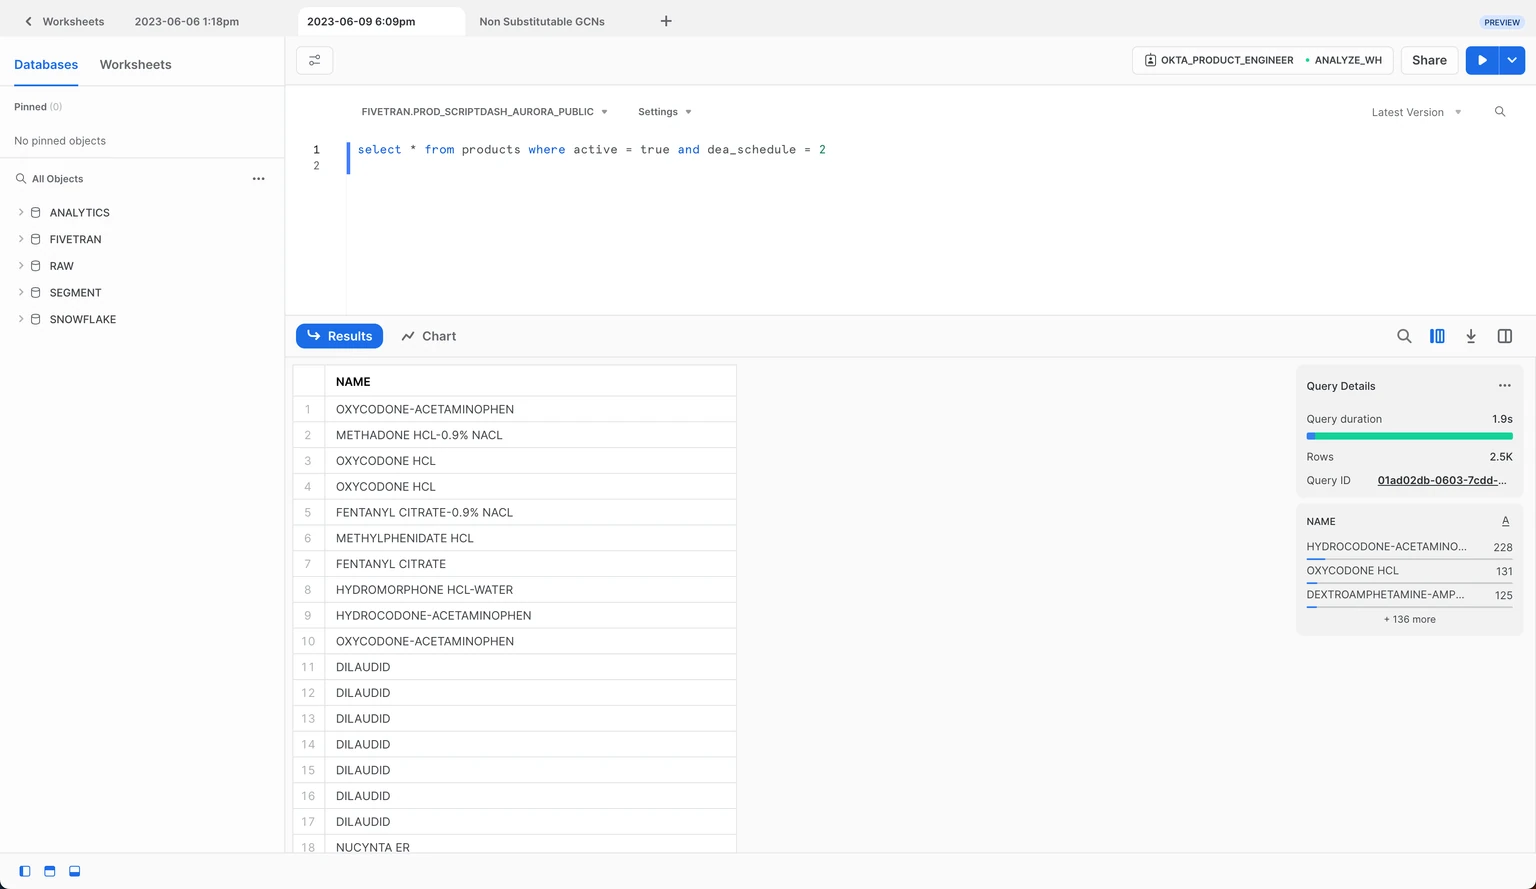 Worksheets
2023-06-06 1:18pm
2023-06-09 6:09pm
Non Substitutable GCNs
PREVIEW
Databases
Worksheets
OKTA_PRODUCT_ENGINEER
ANALYZE_WH
Share
Pinned (0)
No pinned objects
All Objects
ANALYTICS
FIVETRAN
RAW
SEGMENT
SNOWFLAKE
FIVETRAN.PROD_SCRIPTDASH_AURORA_PUBLIC
Settings
Latest Version
1 select * from products where active = true and dea_schedule = 2
2
Results
Chart
NAME
1 OXYCODONE-ACETAMINOPHEN
2 METHADONE HCL-0.9% NACL
3 OXYCODONE HCL
4 OXYCODONE HCL
5 FENTANYL CITRATE-0.9% NACL
6 METHYLPHENIDATE HCL
7 FENTANYL CITRATE
8 HYDROMORPHONE HCL-WATER
9 HYDROCODONE-ACETAMINOPHEN
10 OXYCODONE-ACETAMINOPHEN
11 DILAUDID
12 DILAUDID
13 DILAUDID
14 DILAUDID
15 DILAUDID
16 DILAUDID
17 DILAUDID
18 NUCYNTA ER
Query Details
Query duration 1.9s
Rows 2.5K
Query ID 01ad02db-0603-7cdd-...
NAME A
HYDROCODONE-ACETAMINO... 228
OXYCODONE HCL 131
DEXTROAMPHETAMINE-AMP... 125
+ 136 more